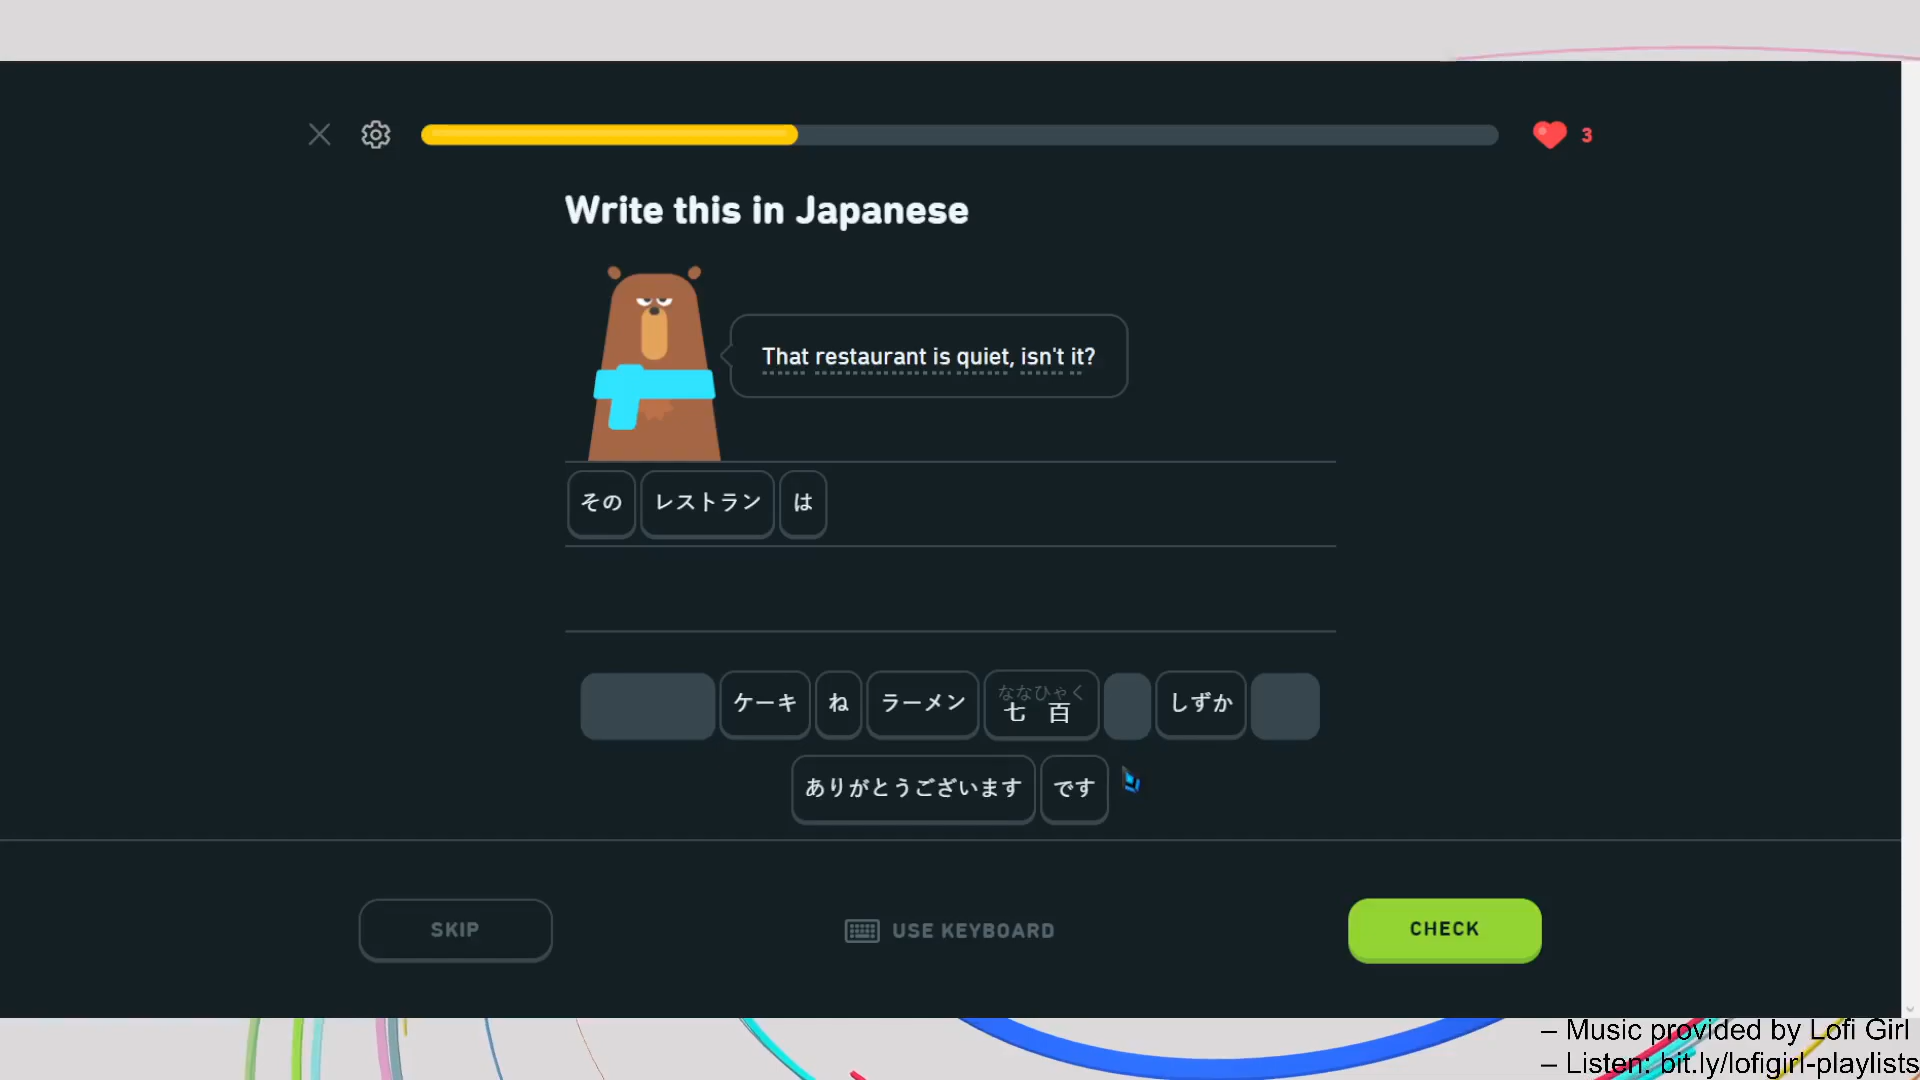 3
Write this in Japanese
That restaurant is quiet, isn't it?
その レストラン は
ケーキ ね ラーメン 七百 しずか
ななひゃく
ありがとうございます です
SKIP USE KEYBOARD CHECK
– Music provided by Lofi Girl
– Listen: bit.ly/lofigirl-playlists